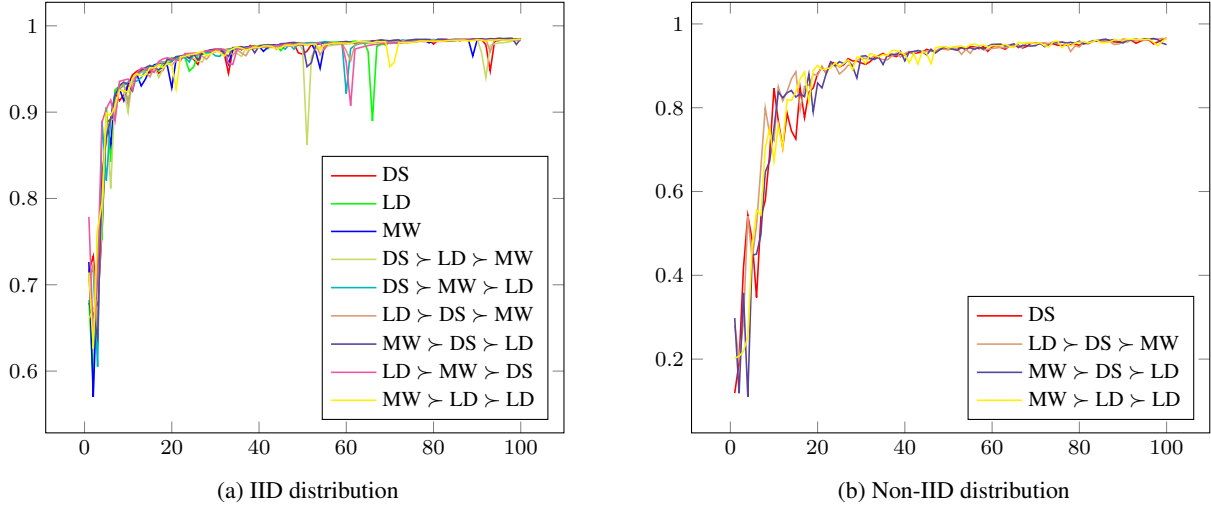 1
0.9
0.8
0.7
0.6
0 20 40 60 80 100
DS
LD
MW
DS ≻ LD ≻ MW
DS ≻ MW ≻ LD
LD ≻ DS ≻ MW
MW ≻ DS ≻ LD
LD ≻ MW ≻ DS
MW ≻ LD ≻ LD
(a) IID distribution
1
0.8
0.6
0.4
0.2
0 20 40 60 80 100
DS
LD ≻ DS ≻ MW
MW ≻ DS ≻ LD
MW ≻ LD ≻ LD
(b) Non-IID distribution